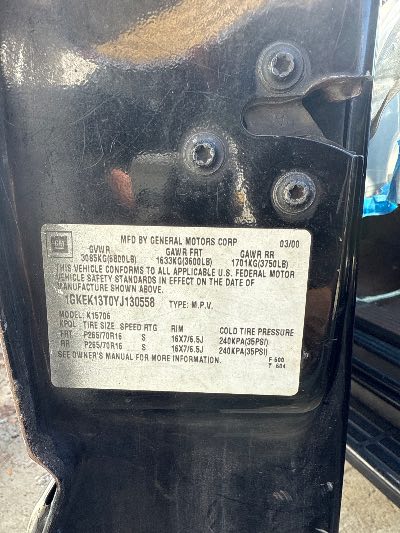 GM
MFD BY GENERAL MOTORS CORP 03/00
GVWR GAWR FRT GAWR RR
3085KG(6800LB) 1633KG(3600LB) 1701KG(3750LB)
THIS VEHICLE CONFORMS TO ALL APPLICABLE U.S. FEDERAL MOTOR
VEHICLE SAFETY STANDARDS IN EFFECT ON THE DATE OF
MANUFACTURE SHOWN ABOVE.
1GKEK13T0YJ130558 TYPE: M.P.V.
MODEL: K15706
TIRE SIZE SPEED RTG RIM COLD TIRE PRESSURE
FRT P265/70R16 S 16X7/6.5J 240KPA(35PSI)
RR P265/70R16 S 16X7/6.5J 240KPA(35PSI)
SEE OWNER'S MANUAL FOR MORE INFORMATION.